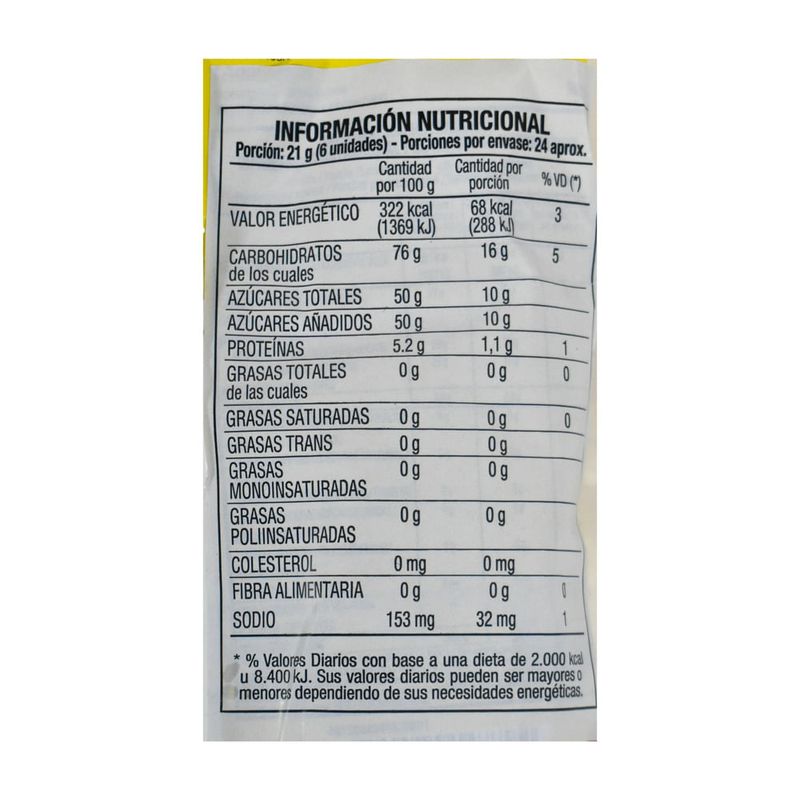 INFORMACIÓN NUTRICIONAL
Porción: 21 g (6 unidades) - Porciones por envase: 24 aprox.
Cantidad por 100 g Cantidad por porción % VD (*)
VALOR ENERGÉTICO 322 kcal (1369 kJ) 68 kcal (288 kJ) 3
CARBOHIDRATOS 76 g 16 g 5
de los cuales
AZÚCARES TOTALES 50 g 10 g
AZÚCARES AÑADIDOS 50 g 10 g
PROTEÍNAS 5.2 g 1,1 g 1
GRASAS TOTALES 0 g 0 g 0
de las cuales
GRASAS SATURADAS 0 g 0 g 0
GRASAS TRANS 0 g 0 g
GRASAS 0 g 0 g
MONOINSATURADAS
GRASAS 0 g 0 g
POLIINSATURADAS
COLESTEROL 0 mg 0 mg
FIBRA ALIMENTARIA 0 g 0 g 0
SODIO 153 mg 32 mg 1
* % Valores Diarios con base a una dieta de 2.000 kcal
u 8.400 kJ. Sus valores diarios pueden ser mayores o
menores dependiendo de sus necesidades energéticas.